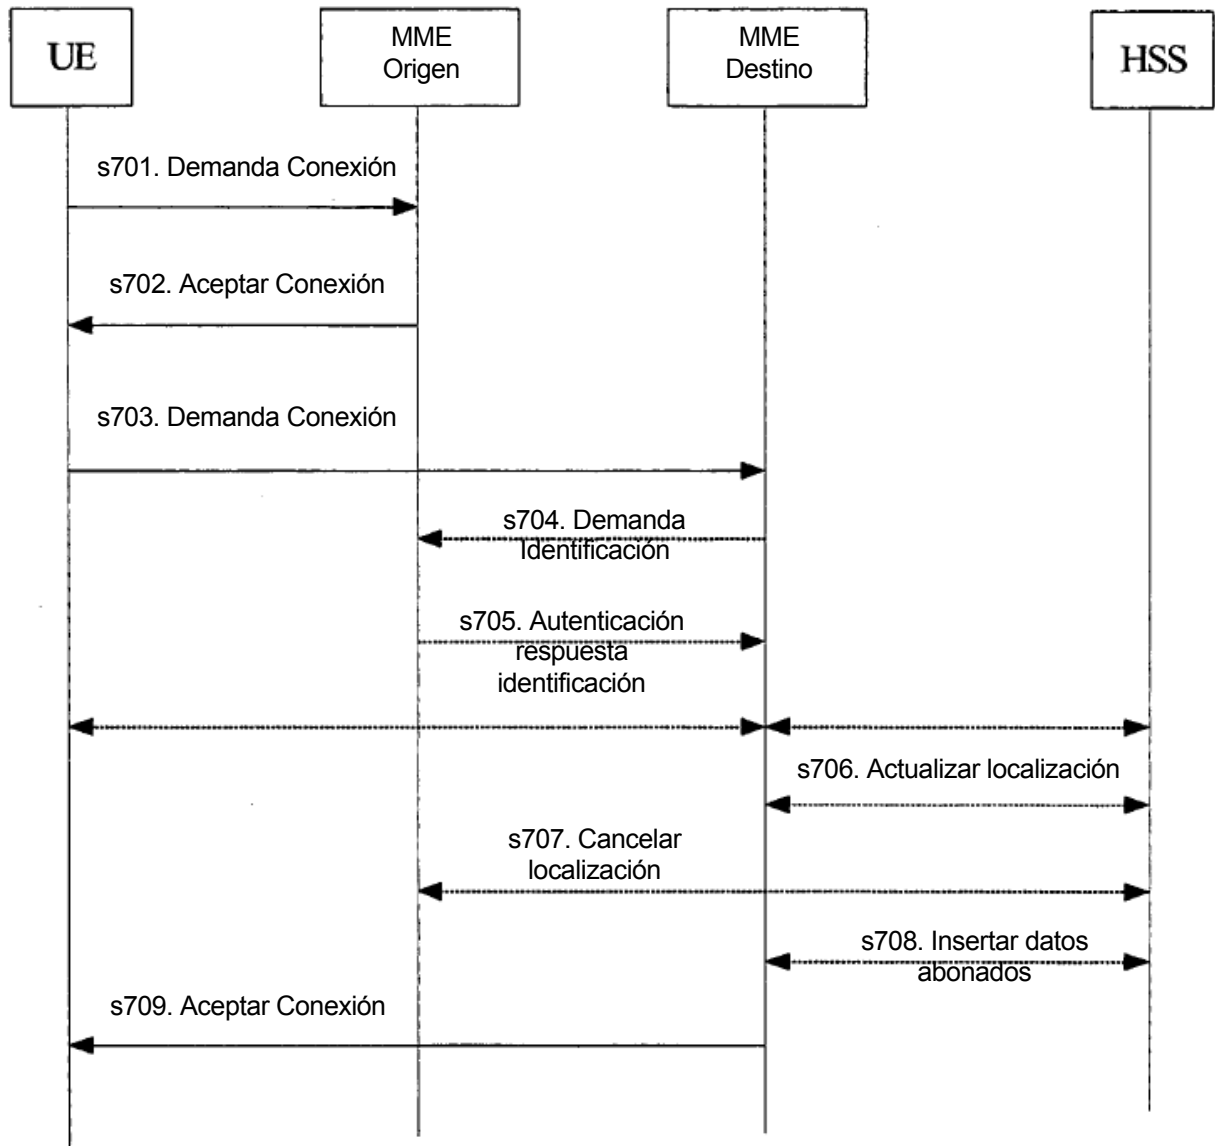 UE
MME
Origen
MME
Destino
HSS
s701. Demanda Conexión
s702. Aceptar Conexión
s703. Demanda Conexión
s704. Demanda
Identificación
s705. Autenticación
respuesta
identificación
s706. Actualizar localización
s707. Cancelar
localización
s708. Insertar datos
abonados
s709. Aceptar Conexión